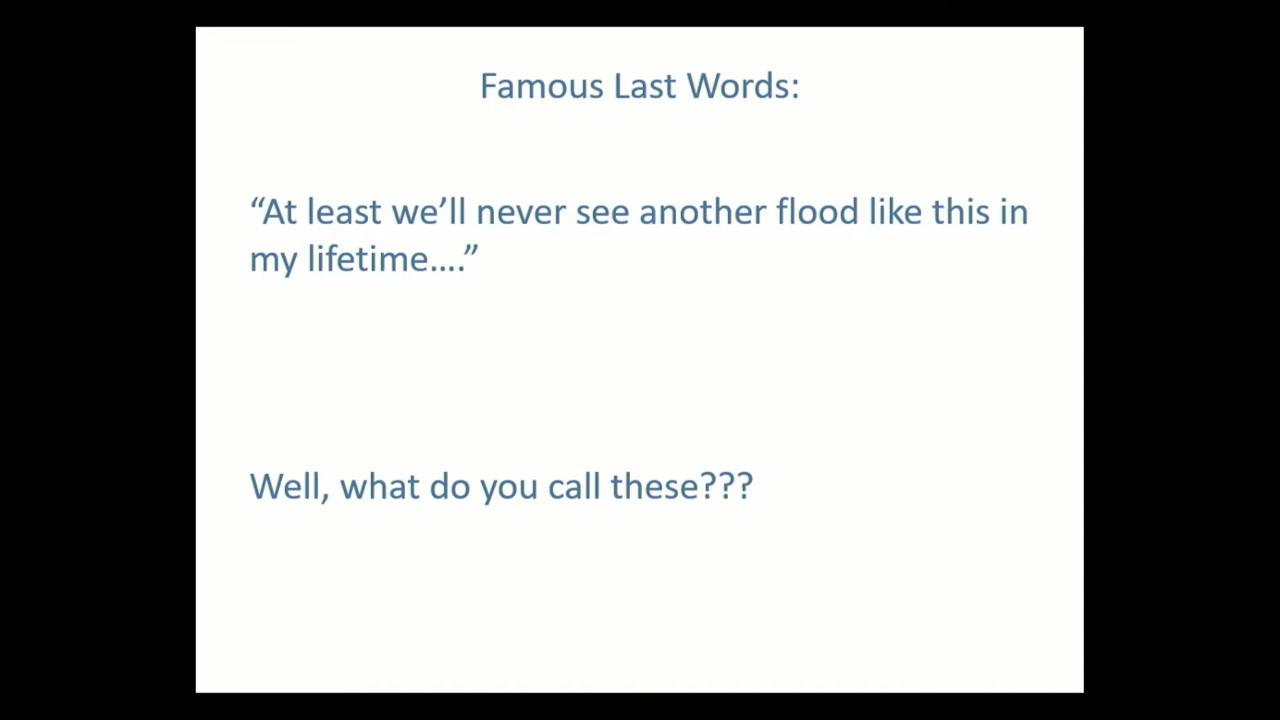 Famous Last Words:
“At least we’ll never see another flood like this in
my lifetime….”
Well, what do you call these???